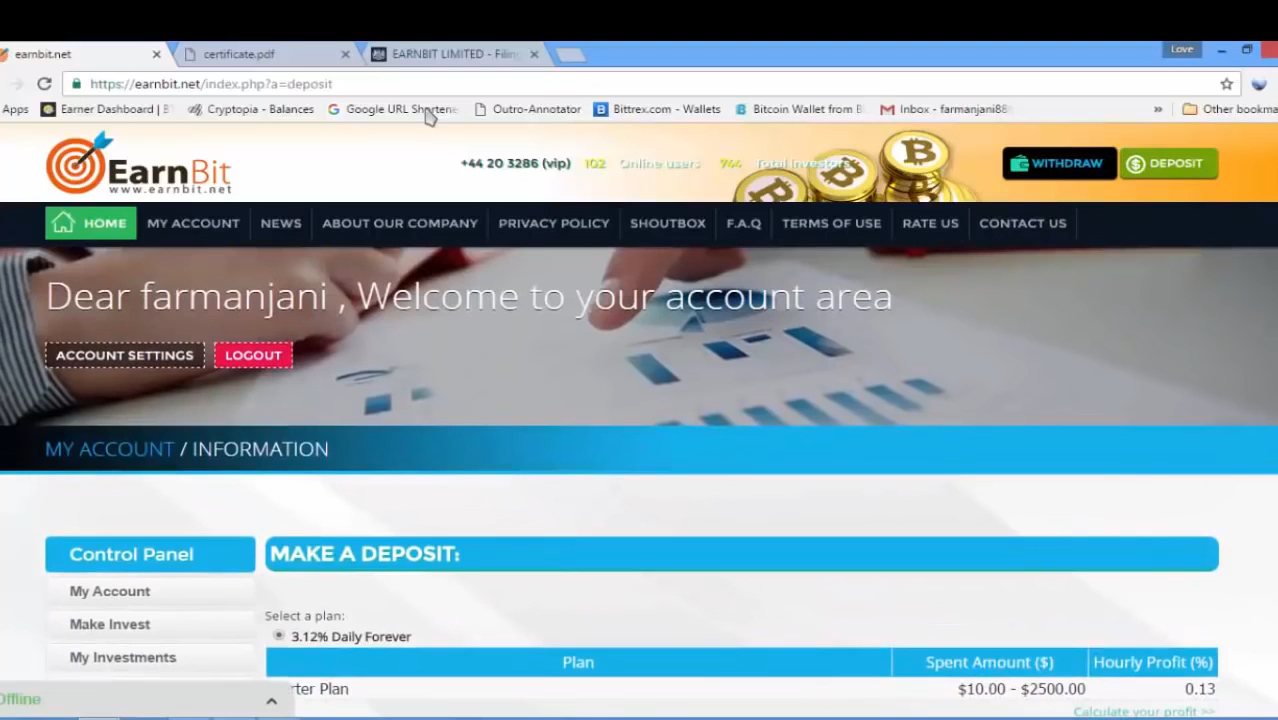 earnbit.net
certificate.pdf
EARNBIT LIMITED - Filin
Love
https://earnbit.net/index.php?a=deposit
Apps
Earner Dashboard | B
Cryptopia - Balances
Google URL Shortene
Outro-Annotator
Bittrex.com - Wallets
Bitcoin Wallet from B
Inbox - farmanjani88
»
Other bookma
EarnBit
www.earnbit.net
+44 20 3286 (vip) 102 Online users 744 Total investors
WITHDRAW
DEPOSIT
HOME
MY ACCOUNT
NEWS
ABOUT OUR COMPANY
PRIVACY POLICY
SHOUTBOX
F.A.Q
TERMS OF USE
RATE US
CONTACT US
Dear farmanjani , Welcome to your account area
ACCOUNT SETTINGS
LOGOUT
MY ACCOUNT / INFORMATION
Control Panel
My Account
Make Invest
My Investments
Offline
MAKE A DEPOSIT:
Select a plan:
3.12% Daily Forever
Plan Spent Amount ($) Hourly Profit (%)
rter Plan $10.00 - $2500.00 0.13
Calculate your profit >>